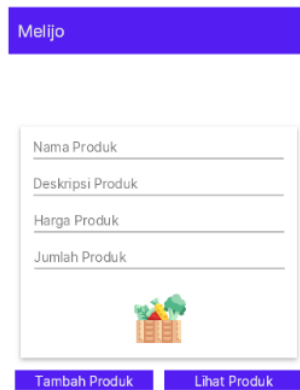 Melijo
Nama Produk
Deskripsi Produk
Harga Produk
Jumlah Produk
Tambah Produk
Lihat Produk